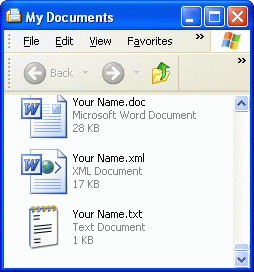 My Documents
File Edit View Favorites »
Back »
Your Name.doc
Microsoft Word Document
28 KB
Your Name.xml
XML Document
17 KB
Your Name.txt
Text Document
1 KB